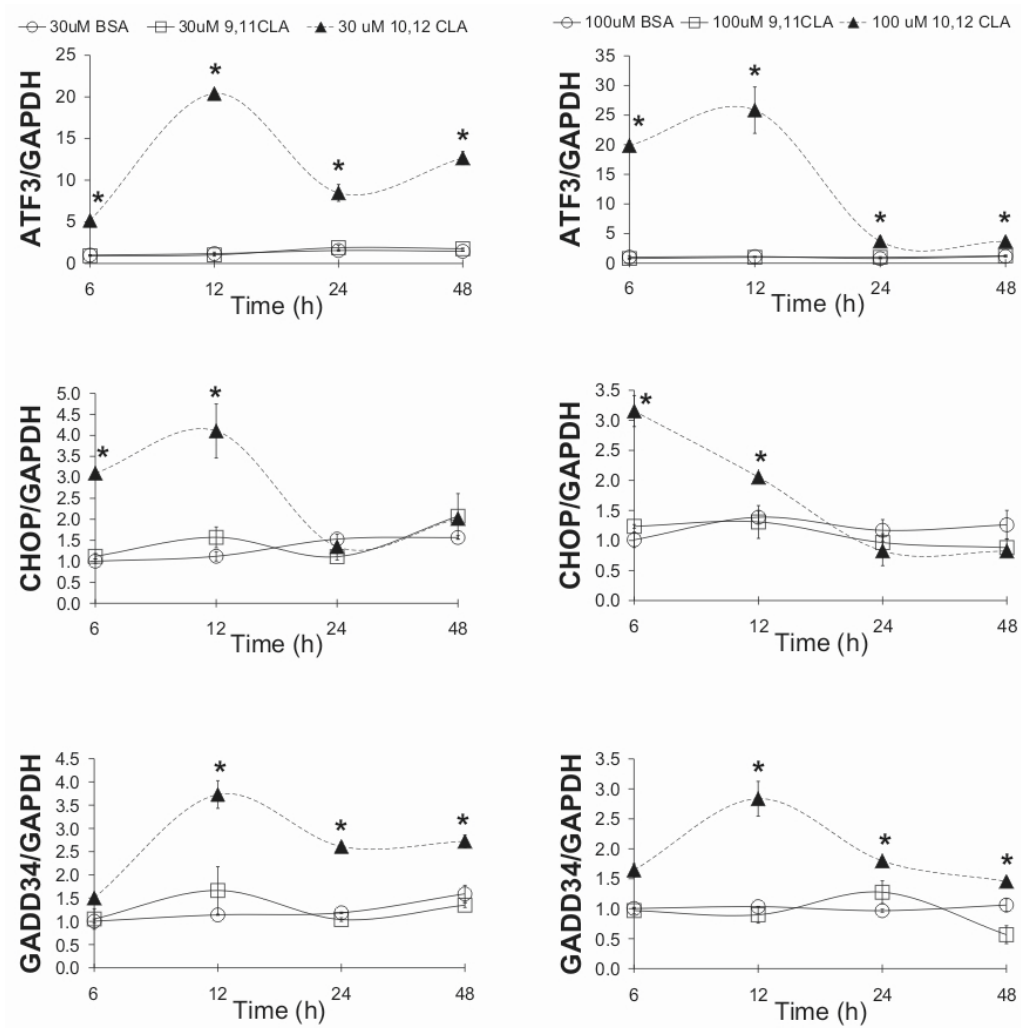 30uM BSA 30uM 9,11CLA 30 uM 10,12 CLA
ATF3/GAPDH
25
20
15
10
5
0
* * * *
6 12 24 48
Time (h)
100uM BSA 100uM 9,11CLA 100 uM 10,12 CLA
ATF3/GAPDH
35
30
25
20
15
10
5
0
* * * *
6 12 24 48
Time (h)
CHOP/GAPDH
5.0
4.5
4.0
3.5
3.0
2.5
2.0
1.5
1.0
0.5
0.0
* *
6 12 24 48
Time (h)
CHOP/GAPDH
3.5
3.0
2.5
2.0
1.5
1.0
0.5
0.0
* *
6 12 24 48
Time (h)
GADD34/GAPDH
4.5
4.0
3.5
3.0
2.5
2.0
1.5
1.0
0.5
0.0
* * *
6 12 24 48
Time (h)
GADD34/GAPDH
3.5
3.0
2.5
2.0
1.5
1.0
0.5
0.0
* * *
6 12 24 48
Time (h)